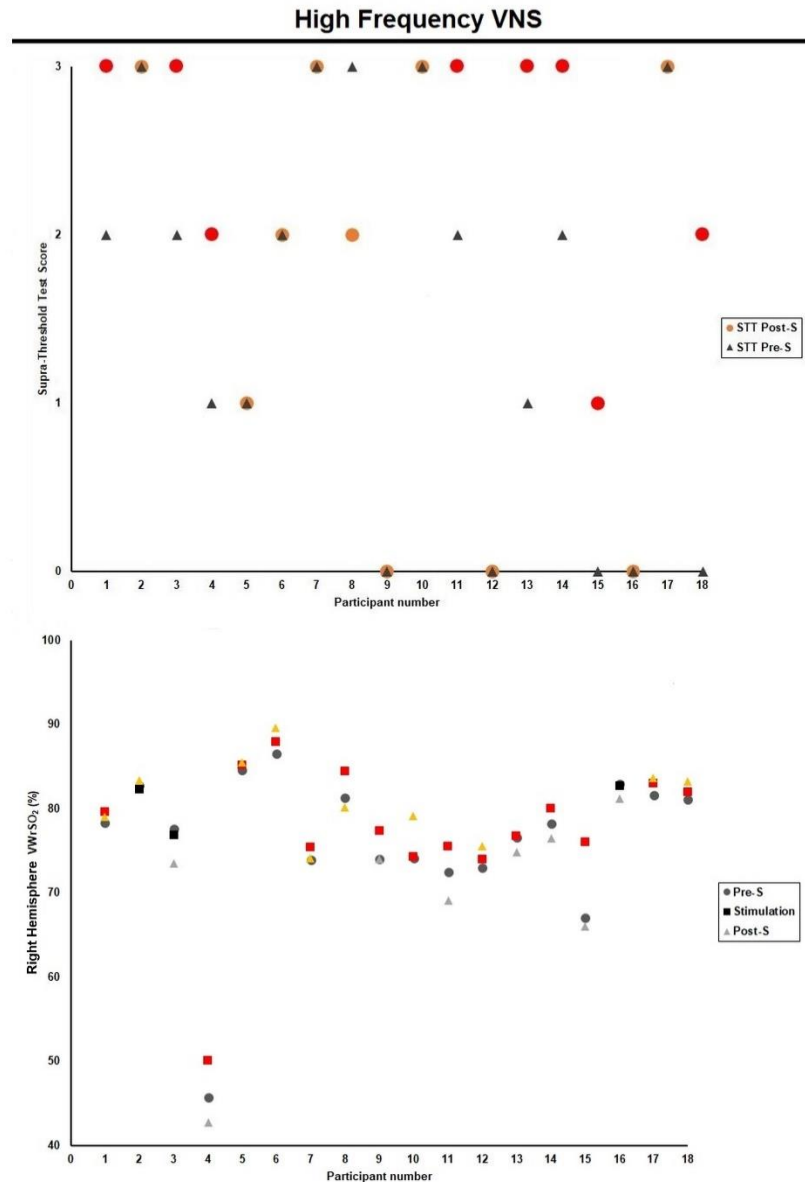 High Frequency VNS
3
2
1
0
Supra-Threshold Test Score
0 1 2 3 4 5 6 7 8 9 10 11 12 13 14 15 16 17 18
Participant number
STT Post-S
STT Pre-S
100
90
80
70
60
50
40
Right Hemisphere VWrSO₂ (%)
0 1 2 3 4 5 6 7 8 9 10 11 12 13 14 15 16 17 18
Participant number
Pre-S
Stimulation
Post-S